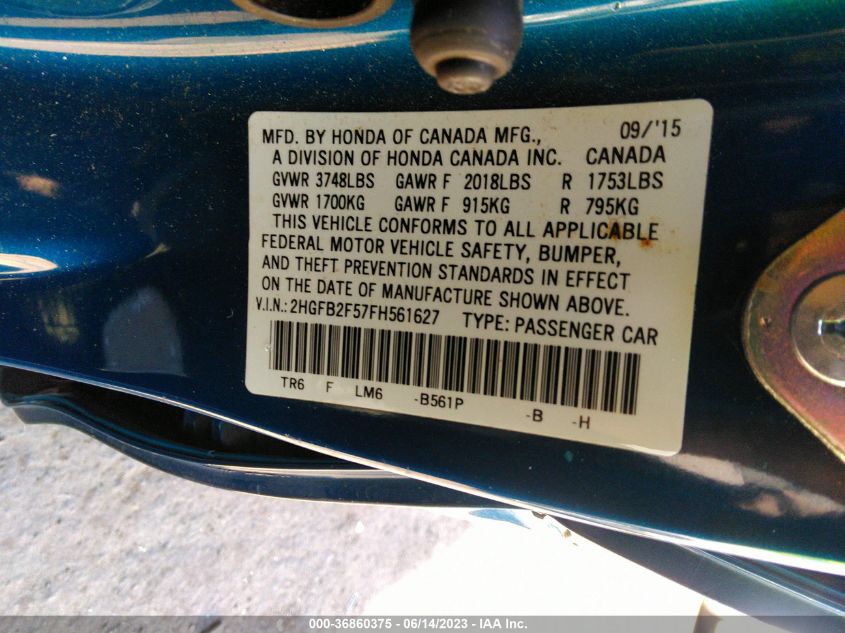 MFD. BY HONDA OF CANADA MFG., 09/'15
A DIVISION OF HONDA CANADA INC. CANADA
GVWR 3748LBS GAWR F 2018LBS R 1753LBS
GVWR 1700KG GAWR F 915KG R 795KG
THIS VEHICLE CONFORMS TO ALL APPLICABLE
FEDERAL MOTOR VEHICLE SAFETY, BUMPER,
AND THEFT PREVENTION STANDARDS IN EFFECT
ON THE DATE OF MANUFACTURE SHOWN ABOVE.
V.I.N.: 2HGFB2F57FH561627 TYPE: PASSENGER CAR
TR6 F LM6 -B561P -B -H
000-36860375 - 06/14/2023 - IAA Inc.